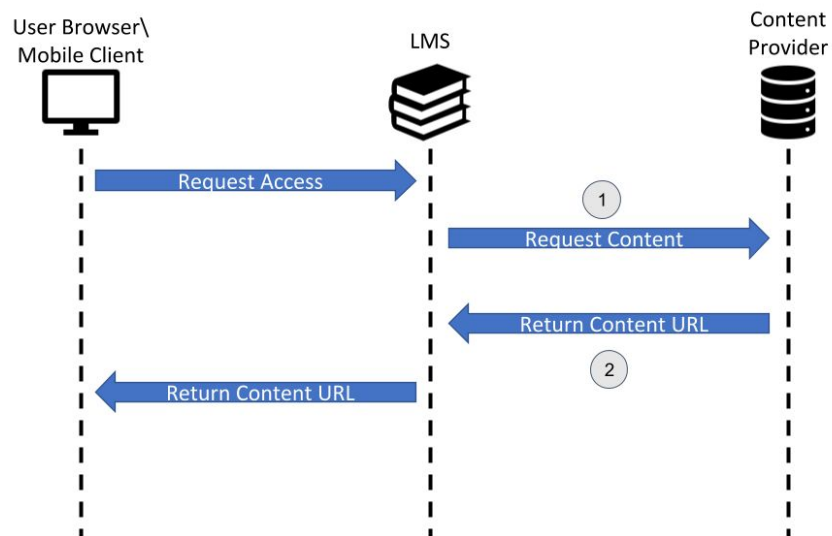 User Browser\
Mobile Client
LMS
Content
Provider
Request Access
1
Request Content
Return Content URL
2
Return Content URL